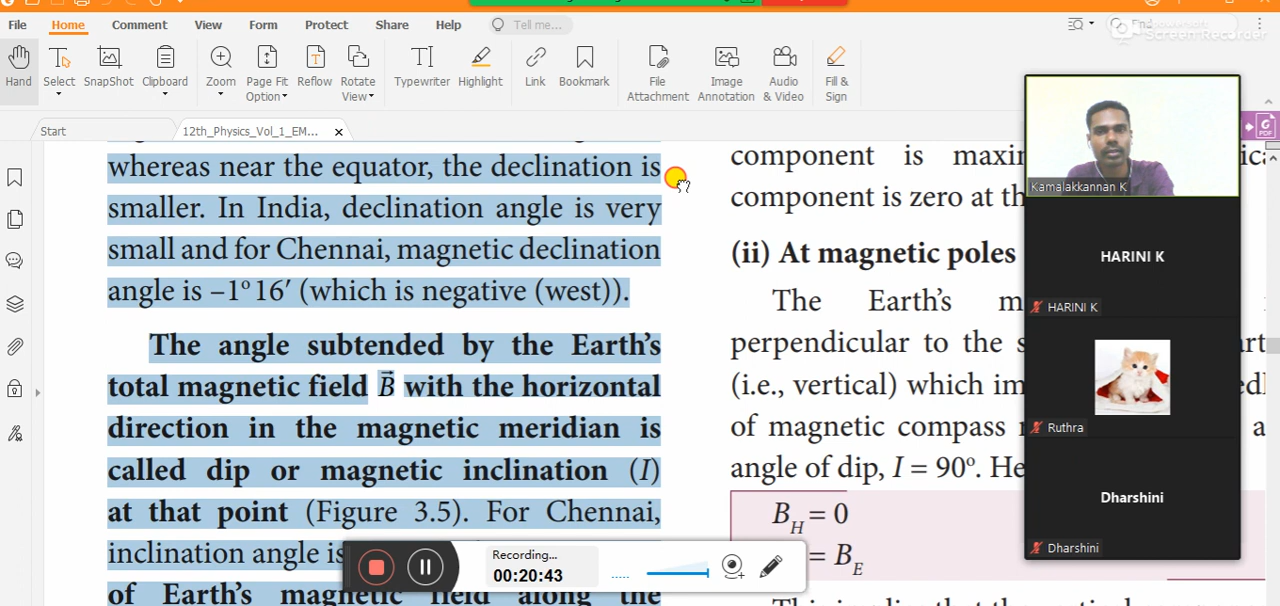 File Home Comment View Form Protect Share Help Tell me... Find
Hand Select SnapShot Clipboard Zoom Page Fit Option Reflow Rotate View Typewriter Highlight Link Bookmark File Attachment Image Annotation Audio & Video Fill & Sign
Screen Recorder
Start 12th_Physics_Vol_1_EM...
PDF
whereas near the equator, the declination is
smaller. In India, declination angle is very
small and for Chennai, magnetic declination
angle is –1° 16′ (which is negative (west)).
The angle subtended by the Earth's
total magnetic field B⃗ with the horizontal
direction in the magnetic meridian is
called dip or magnetic inclination (I)
at that point (Figure 3.5). For Chennai,
inclination angle is
of Earth's magnetic field along the
component is
component is zero at
(ii) At magnetic poles
The Earth's
perpendicular to the
(i.e., vertical) which
of magnetic compass
angle of dip, I = 90°.
B_H = 0
= B_E
Kamalakkannan K
HARINI K
HARINI K
Ruthra
Dharshini
Dharshini
Recording...
00:20:43